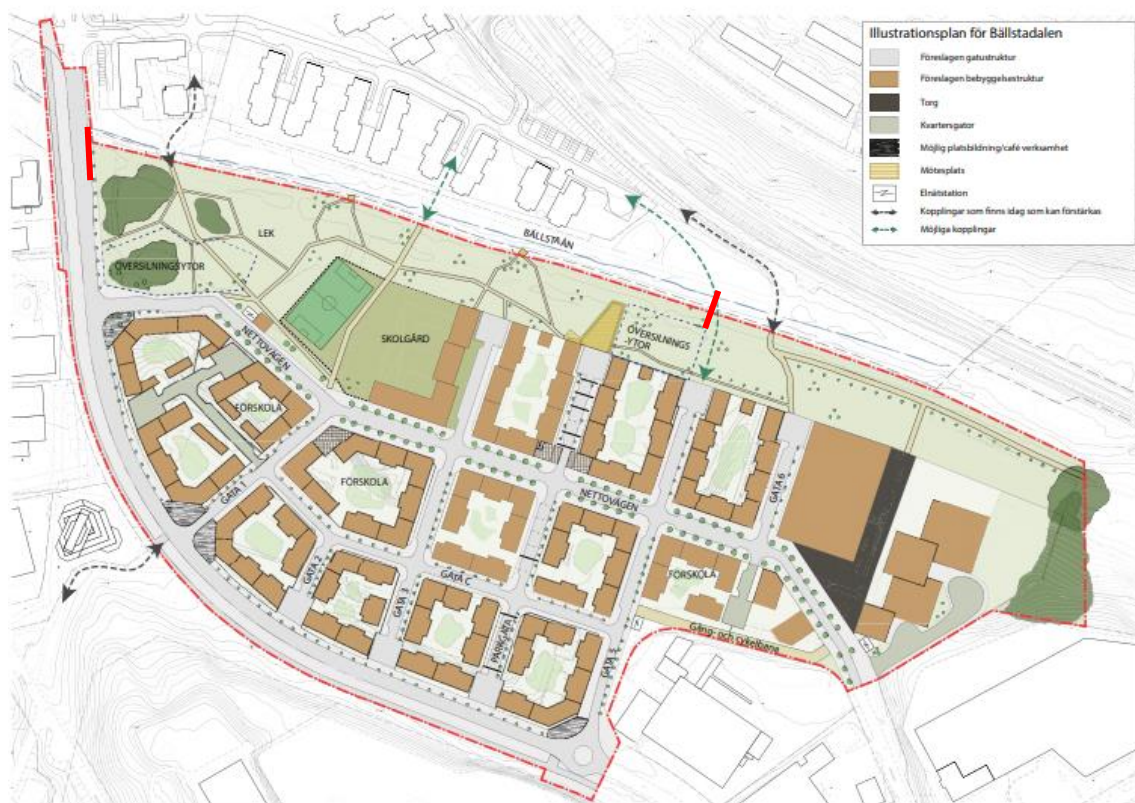 Illustrationsplan för Bällstadalen
Föreslagen gatustruktur
Föreslagen bebyggelsestruktur
Torg
Kvartersgator
Möjlig platsbildning/café verksamhet
Mötesplats
Elnätstation
Kopplingar som finns idag som kan förstärkas
Möjliga kopplingar
BÄLLSTAÅN
LEK
ÖVERSILNINGSYTOR
SKOLGÅRD
ÖVERSILNINGS
-YTOR
NETTOVÄGEN
FÖRSKOLA
FÖRSKOLA
GATA 1
NETTOVÄGEN
GATA 6
GATA 2
GATA C
GATA 3
PARKGATA
FÖRSKOLA
Gång- och cykelbana
GATA 5